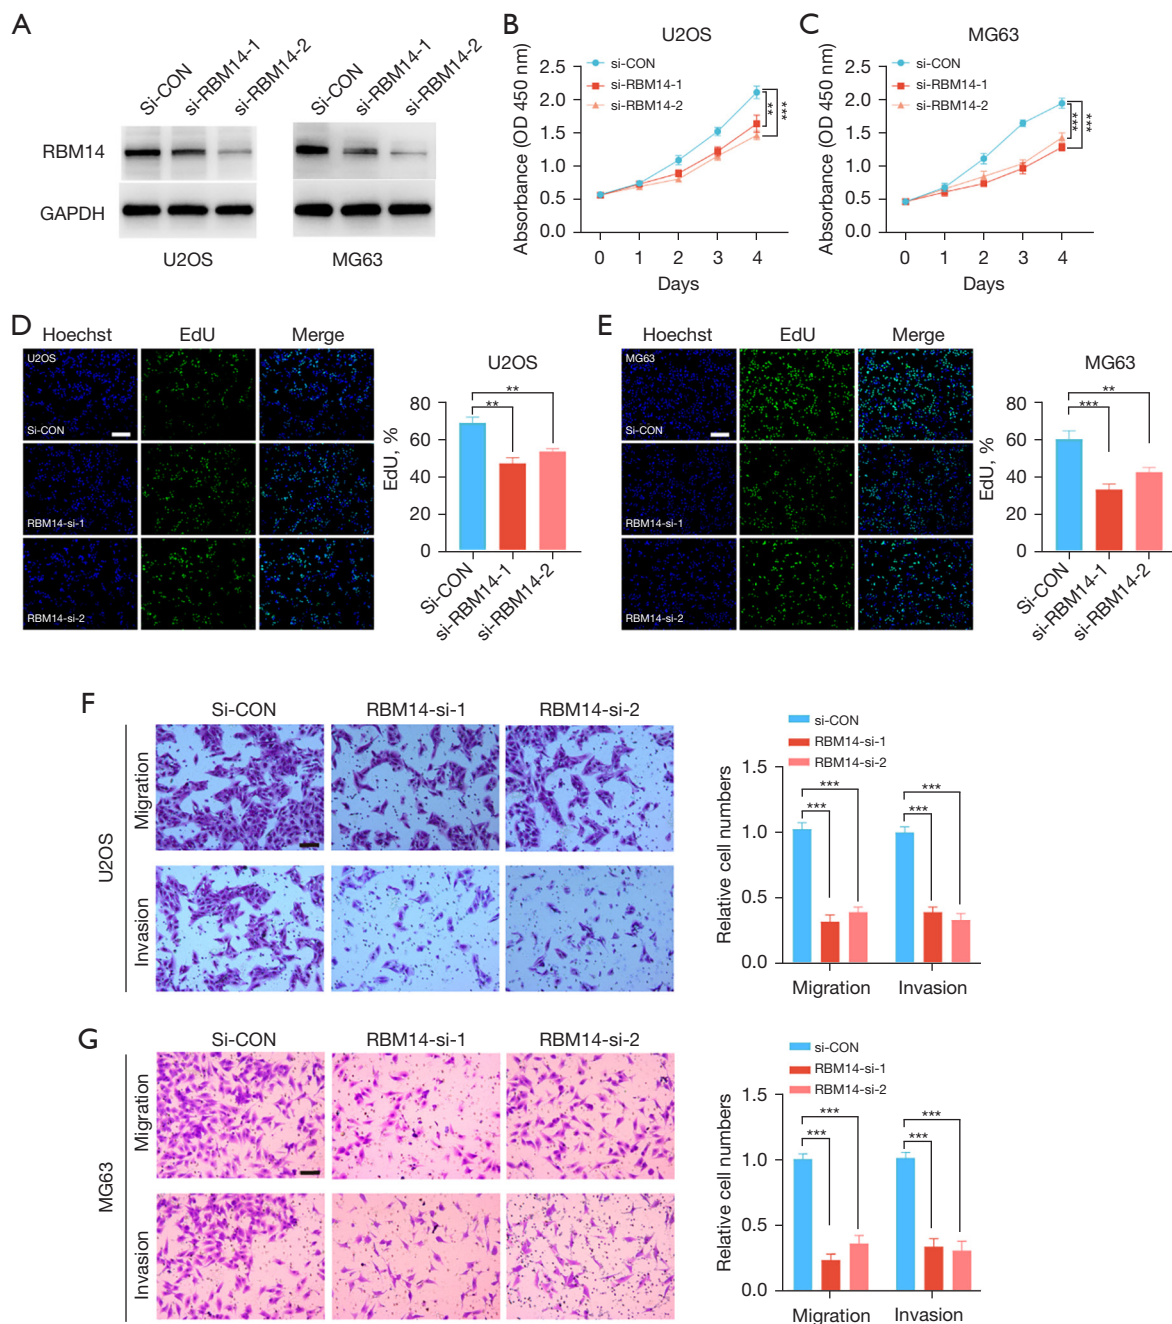 A
Si-CON
si-RBM14-1
si-RBM14-2
Si-CON
si-RBM14-1
si-RBM14-2
RBM14
GAPDH
U2OS
MG63
B
U2OS
si-CON
si-RBM14-1
si-RBM14-2
Absorbance (OD 450 nm)
2.5
2.0
1.5
1.0
0.5
0.0
**
***
0 1 2 3 4
Days
C
MG63
si-CON
si-RBM14-1
si-RBM14-2
Absorbance (OD 450 nm)
2.5
2.0
1.5
1.0
0.5
0.0
***
***
0 1 2 3 4
Days
D
Hoechst EdU Merge
U2OS
Si-CON
RBM14-si-1
RBM14-si-2
U2OS
EdU, %
80
60
40
20
0
**
**
Si-CON
si-RBM14-1
si-RBM14-2
E
Hoechst EdU Merge
MG63
Si-CON
RBM14-si-1
RBM14-si-2
MG63
EdU, %
80
60
40
20
0
**
***
Si-CON
si-RBM14-1
si-RBM14-2
F
Si-CON RBM14-si-1 RBM14-si-2
U2OS
Migration
Invasion
si-CON
RBM14-si-1
RBM14-si-2
Relative cell numbers
1.5
1.0
0.5
0.0
***
***
***
***
Migration Invasion
G
Si-CON RBM14-si-1 RBM14-si-2
MG63
Migration
Invasion
si-CON
RBM14-si-1
RBM14-si-2
Relative cell numbers
1.5
1.0
0.5
0.0
***
***
***
***
Migration Invasion